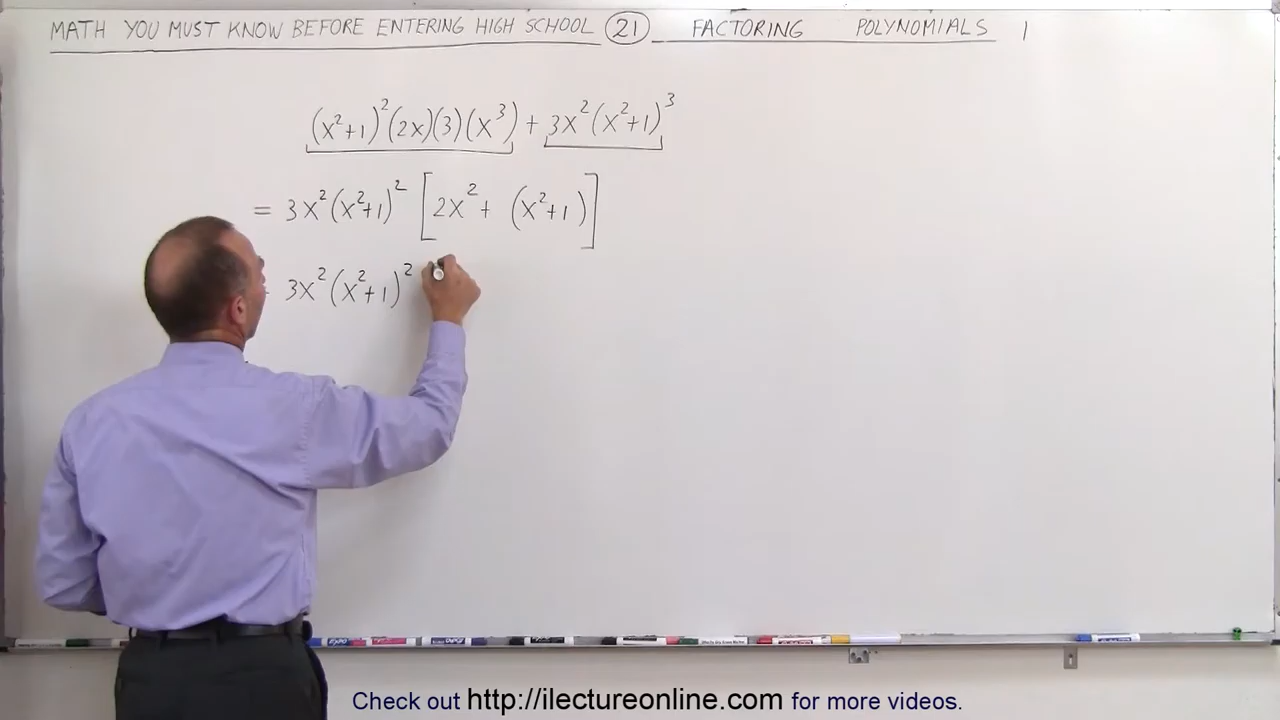 MATH YOU MUST KNOW BEFORE ENTERING HIGH SCHOOL (21) FACTORING POLYNOMIALS 1
(x²+1)²(2x)(3)(x³) + 3x²(x²+1)³
= 3x²(x²+1)² [2x² + (x²+1)]
3x²(x²+1)²
Check out http://ilectureonline.com for more videos.